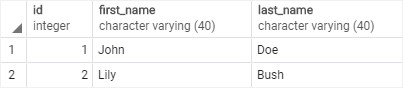 id first_name last_name
integer character varying (40) character varying (40)
1 1 John Doe
2 2 Lily Bush